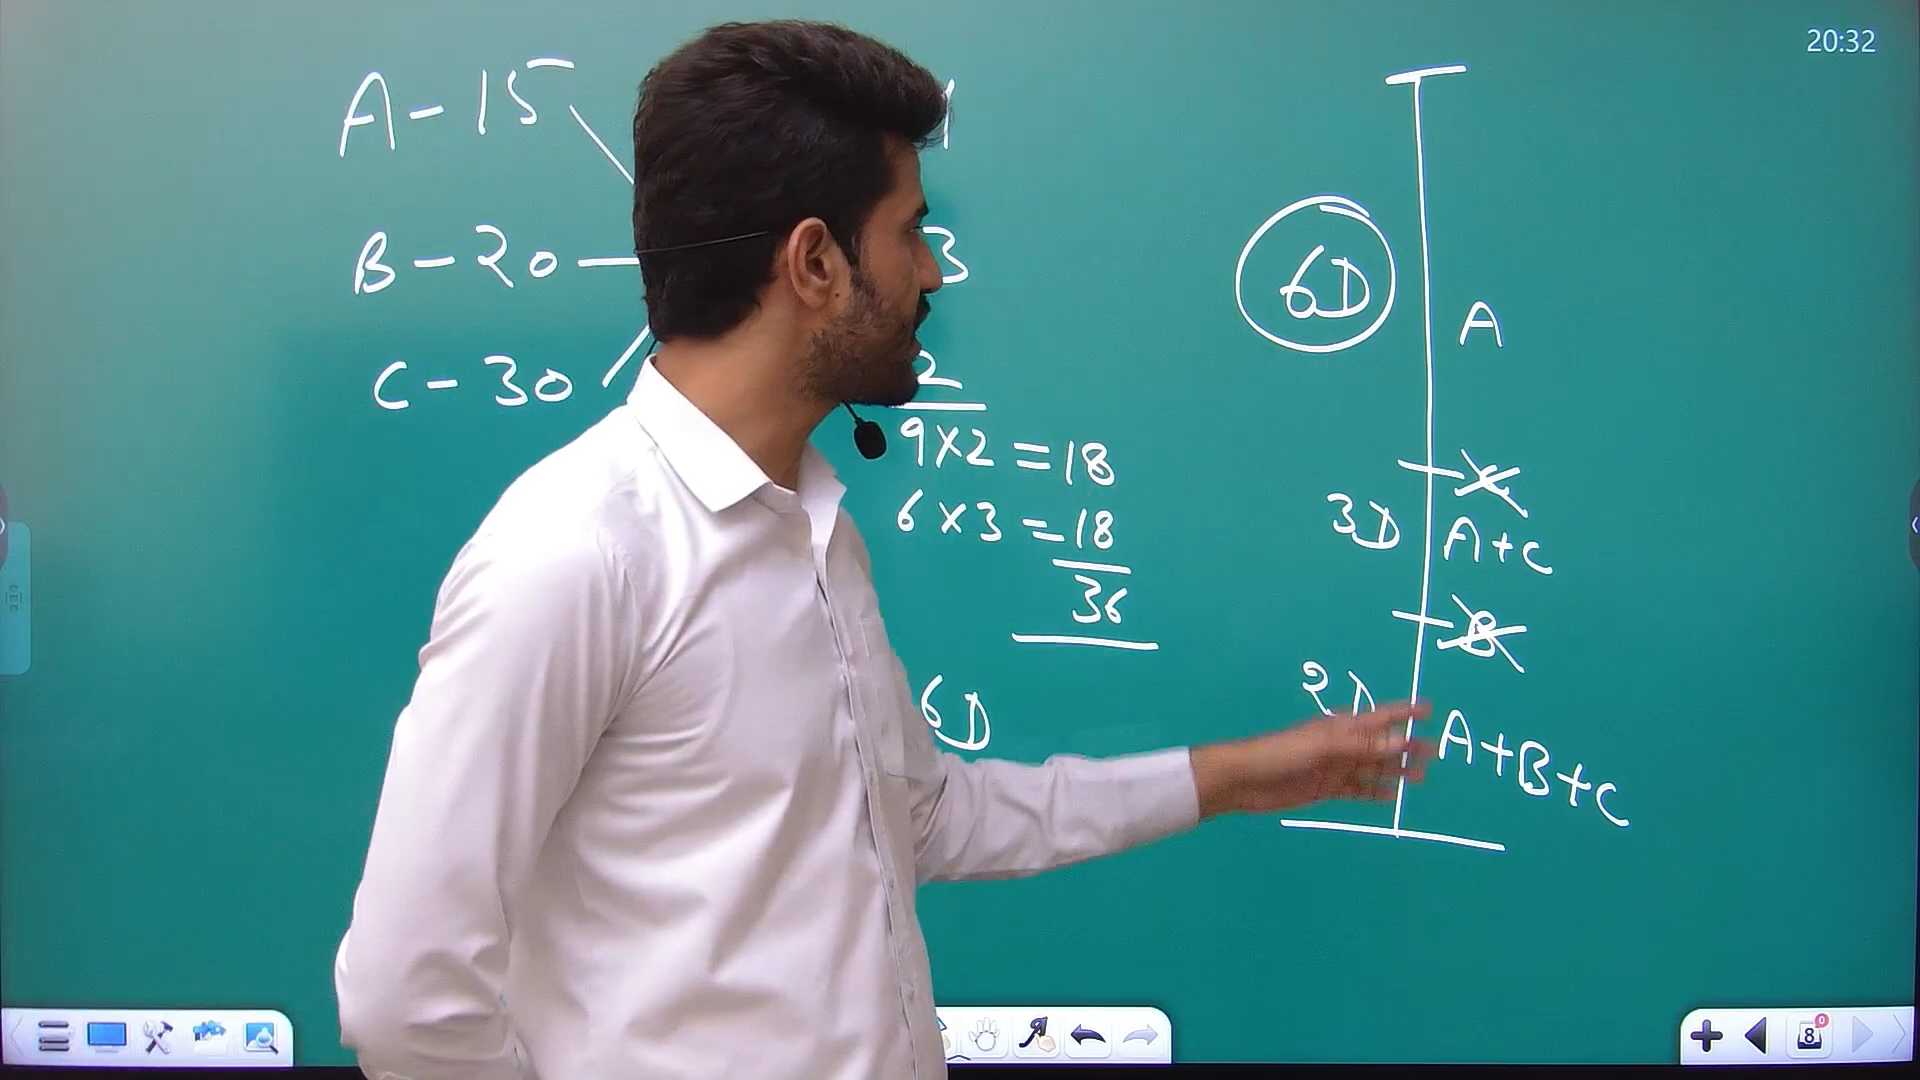 20:32
A - 15
B - 20
3
C - 30
2
9 x 2 = 18
6 x 3 = 18
36
6D
6D
A
3D
A+C
B
2D
A+B+C
8
0